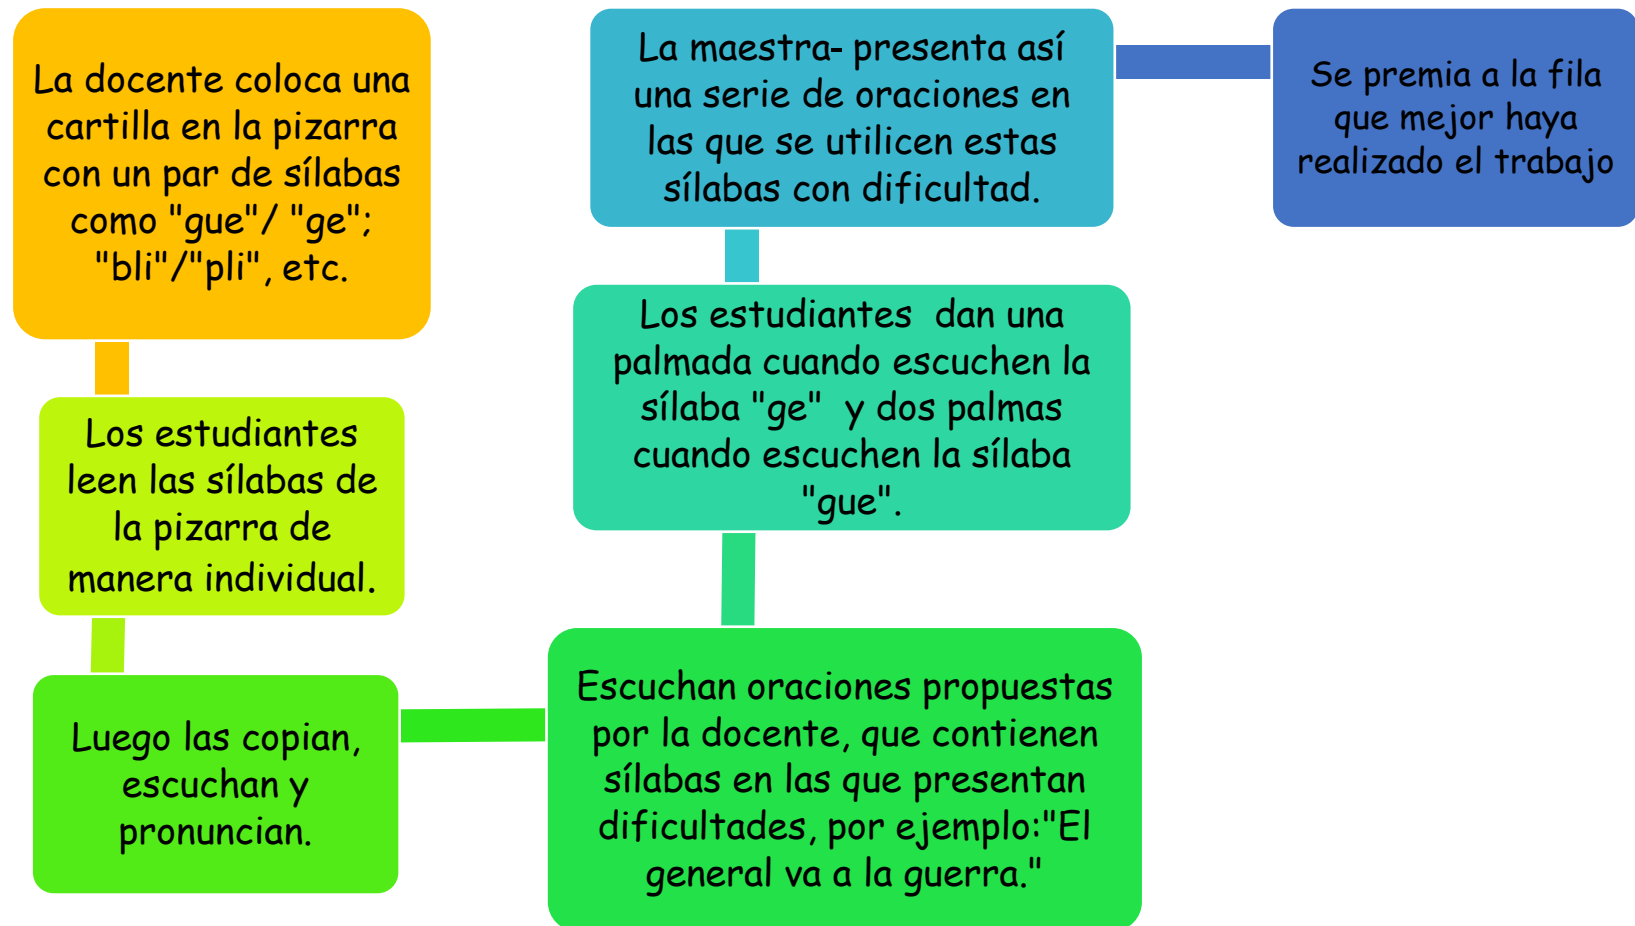 La docente coloca una
cartilla en la pizarra
con un par de sílabas
como "gue"/ "ge";
"bli"/"pli", etc.
Los estudiantes
leen las sílabas de
la pizarra de
manera individual.
Luego las copian,
escuchan y
pronuncian.
Escuchan oraciones propuestas
por la docente, que contienen
sílabas en las que presentan
dificultades, por ejemplo:"El
general va a la guerra."
Los estudiantes  dan una
palmada cuando escuchen la
sílaba "ge"  y dos palmas
cuando escuchen la sílaba
"gue".
La maestra- presenta así
una serie de oraciones en
las que se utilicen estas
sílabas con dificultad.
Se premia a la fila
que mejor haya
realizado el trabajo